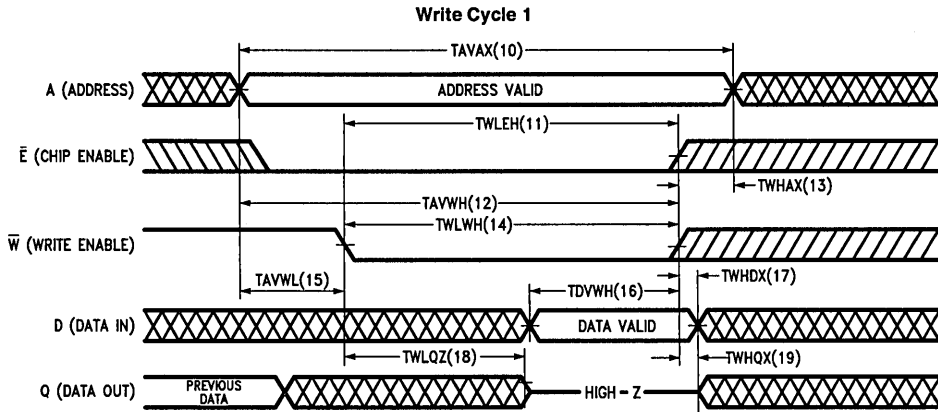 Write Cycle 1
TAVAX(10)
A (ADDRESS)
ADDRESS VALID
TWLEH(11)
E̅ (CHIP ENABLE)
TWHAX(13)
TAVWH(12)
TWLWH(14)
W̅ (WRITE ENABLE)
TAVWL(15)
TDVWH(16)
TWHDX(17)
D (DATA IN)
DATA VALID
TWLQZ(18)
TWHQX(19)
Q (DATA OUT)
PREVIOUS
DATA
HIGH - Z